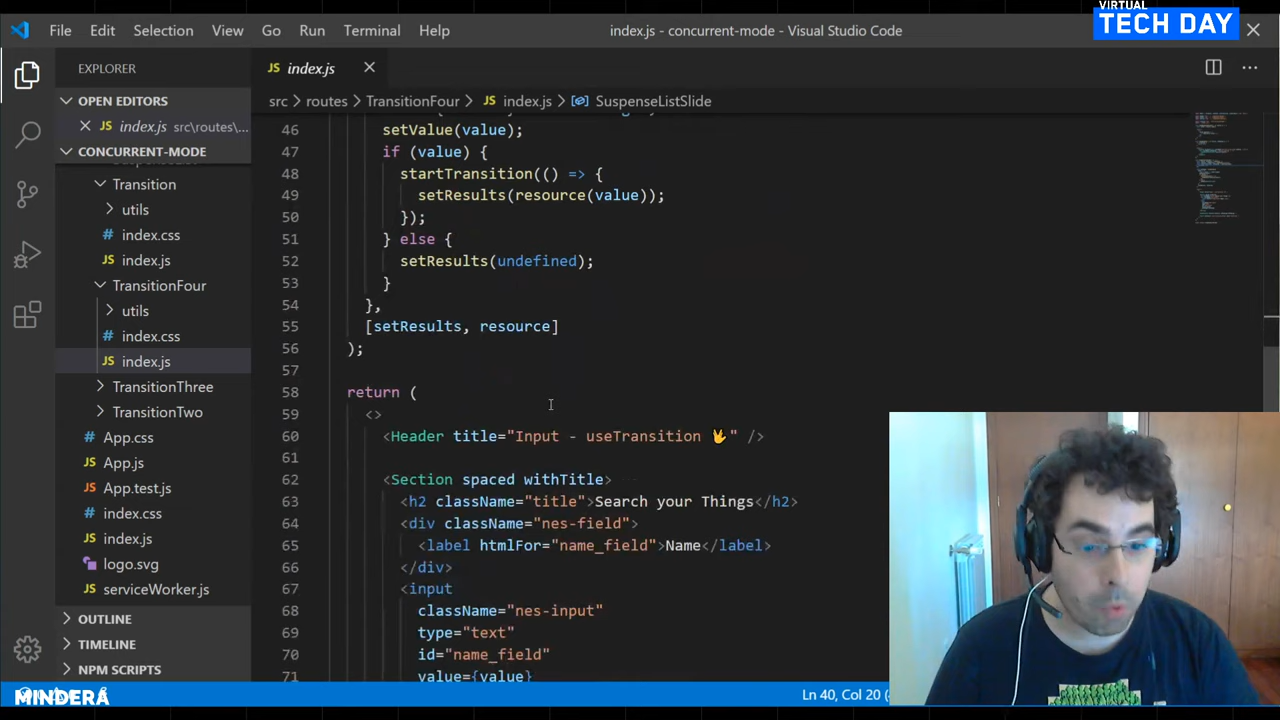 VIRTUAL
TECH DAY
File Edit Selection View Go Run Terminal Help
index.js - concurrent-mode - Visual Studio Code
EXPLORER
OPEN EDITORS
index.js src\routes\...
CONCURRENT-MODE
Transition
utils
index.css
index.js
TransitionFour
utils
index.css
index.js
TransitionThree
TransitionTwo
App.css
App.js
App.test.js
index.css
index.js
logo.svg
serviceWorker.js
OUTLINE
TIMELINE
NPM SCRIPTS
JS index.js
src > routes > TransitionFour > JS index.js > SuspenseListSlide
46 setValue(value);
47 if (value) {
48 startTransition(() => {
49 setResults(resource(value));
50 });
51 } else {
52 setResults(undefined);
53 }
54 },
55 [setResults, resource]
56 );
57
58 return (
59 <>
60 <Header title="Input - useTransition 🖖" />
61
62 <Section spaced withTitle>
63 <h2 className="title">Search your Things</h2>
64 <div className="nes-field">
65 <label htmlFor="name_field">Name</label>
66 </div>
67 <input
68 className="nes-input"
69 type="text"
70 id="name_field"
71 value={value}
MINDERA
Ln 40, Col 20